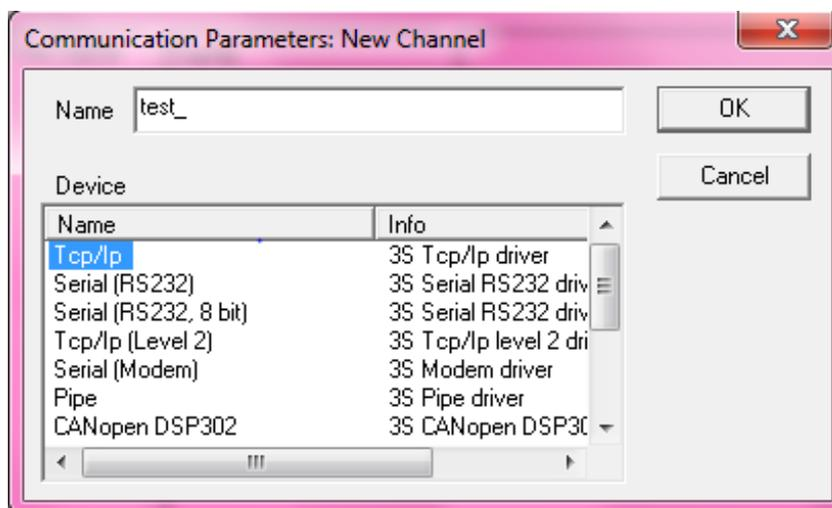 Communication Parameters: New Channel
Name test_
OK
Cancel
Device
Name Info
Tcp/Ip 3S Tcp/Ip driver
Serial (RS232) 3S Serial RS232 driv
Serial (RS232, 8 bit) 3S Serial RS232 driv
Tcp/Ip (Level 2) 3S Tcp/Ip level 2 dri
Serial (Modem) 3S Modem driver
Pipe 3S Pipe driver
CANopen DSP302 3S CANopen DSP30